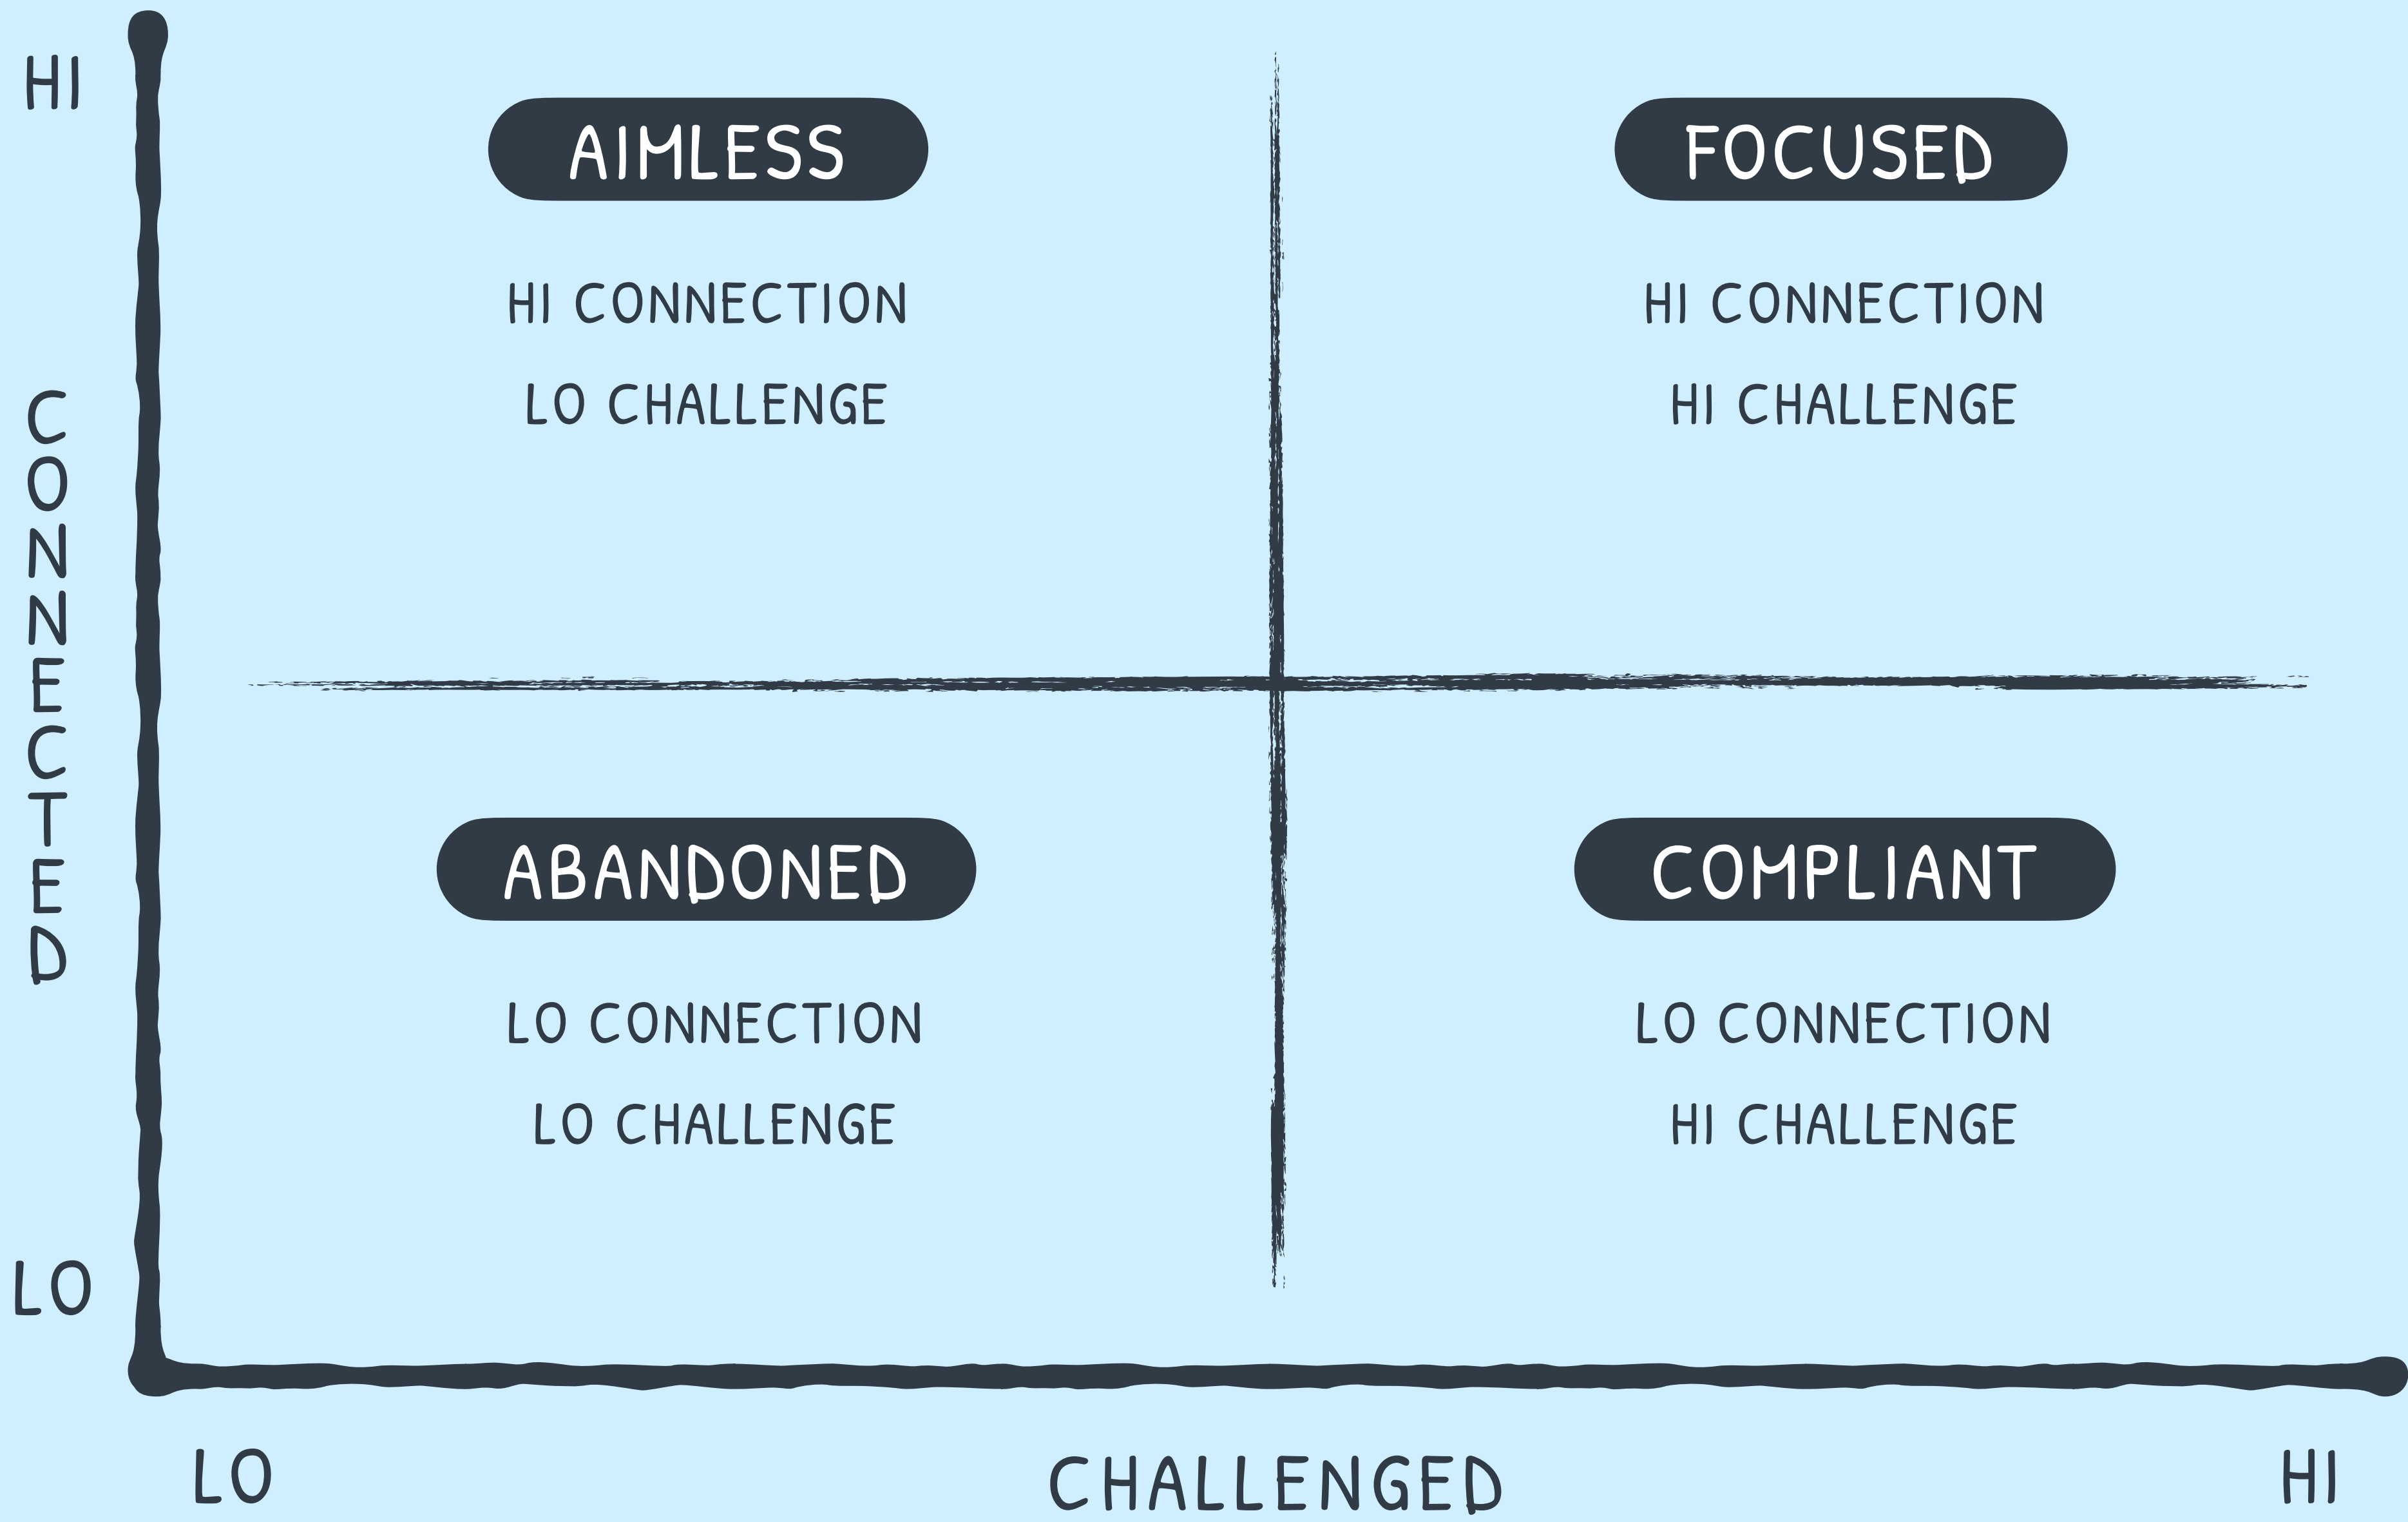 HI
AIMLESS
HI CONNECTION
LO CHALLENGE
FOCUSED
HI CONNECTION
HI CHALLENGE
CONNECTED
ABANDONED
LO CONNECTION
LO CHALLENGE
COMPLIANT
LO CONNECTION
HI CHALLENGE
LO
LO
CHALLENGED
HI